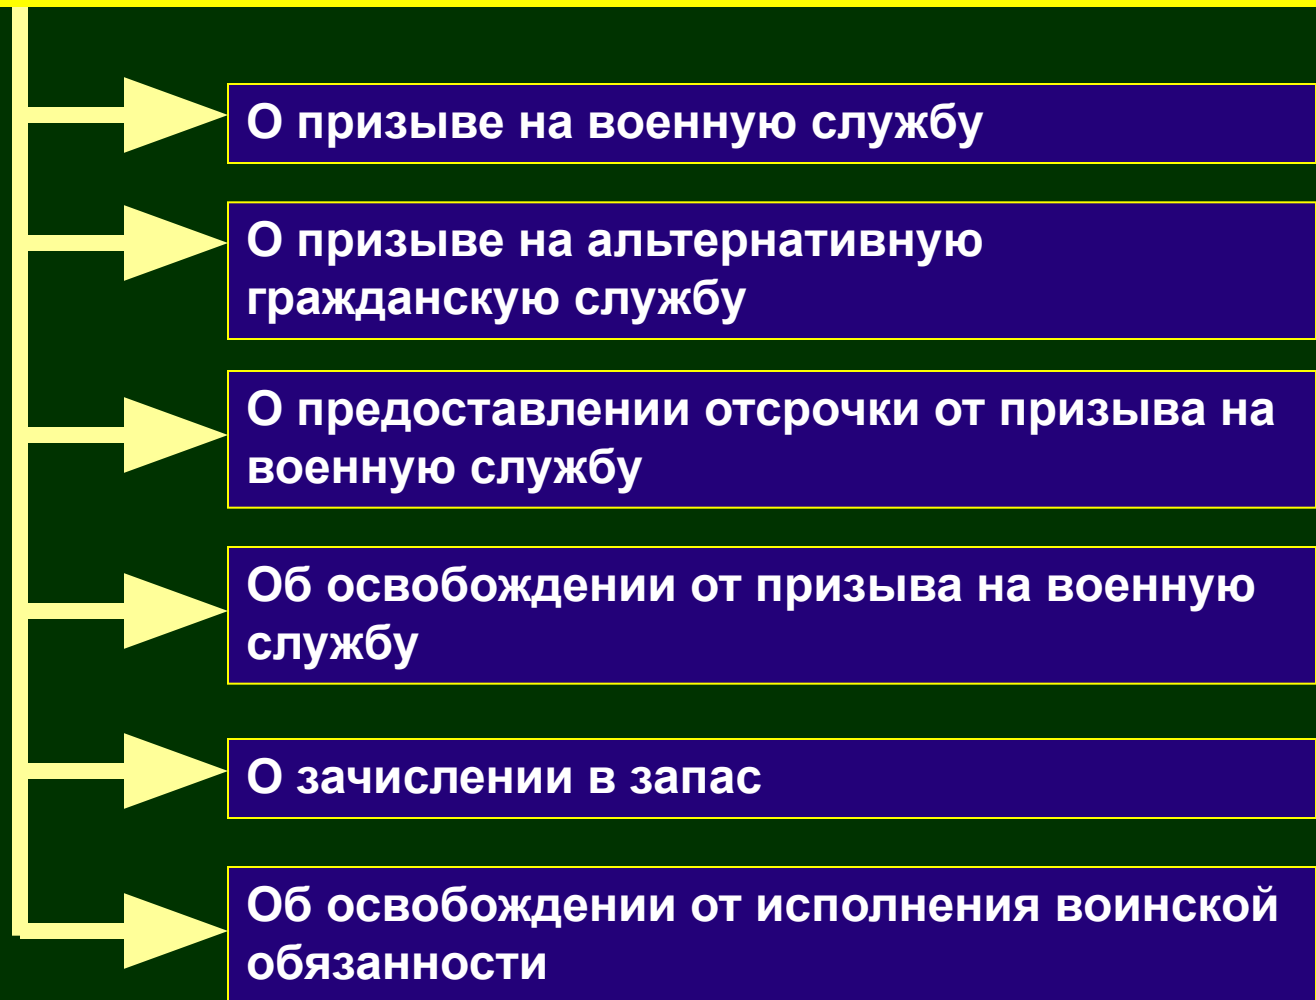 О призыве на военную службу
О призыве на альтернативную
гражданскую службу
О предоставлении отсрочки от призыва на
военную службу
Об освобождении от призыва на военную
службу
О зачислении в запас
Об освобождении от исполнения воинской
обязанности